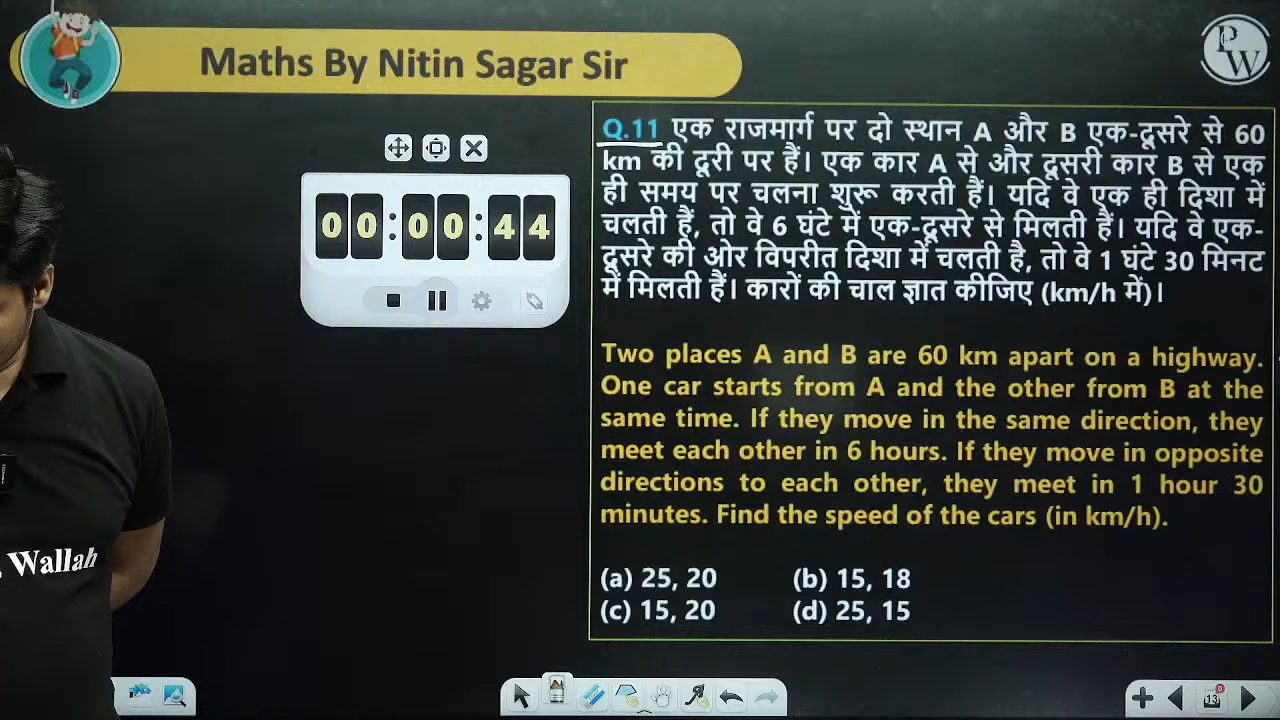 Maths By Nitin Sagar Sir
PW
00:00:44
Q.11 एक राजमार्ग पर दो स्थान A और B एक-दूसरे से 60
km की दूरी पर हैं। एक कार A से और दूसरी कार B से एक
ही समय पर चलना शुरू करती हैं। यदि वे एक ही दिशा में
चलती हैं, तो वे 6 घंटे में एक-दूसरे से मिलती हैं। यदि वे एक-
दूसरे की ओर विपरीत दिशा में चलती है, तो वे 1 घंटे 30 मिनट
में मिलती हैं। कारों की चाल ज्ञात कीजिए (km/h में)।
Two places A and B are 60 km apart on a highway.
One car starts from A and the other from B at the
same time. If they move in the same direction, they
meet each other in 6 hours. If they move in opposite
directions to each other, they meet in 1 hour 30
minutes. Find the speed of the cars (in km/h).
(a) 25, 20 (b) 15, 18
(c) 15, 20 (d) 25, 15
Wallah
13